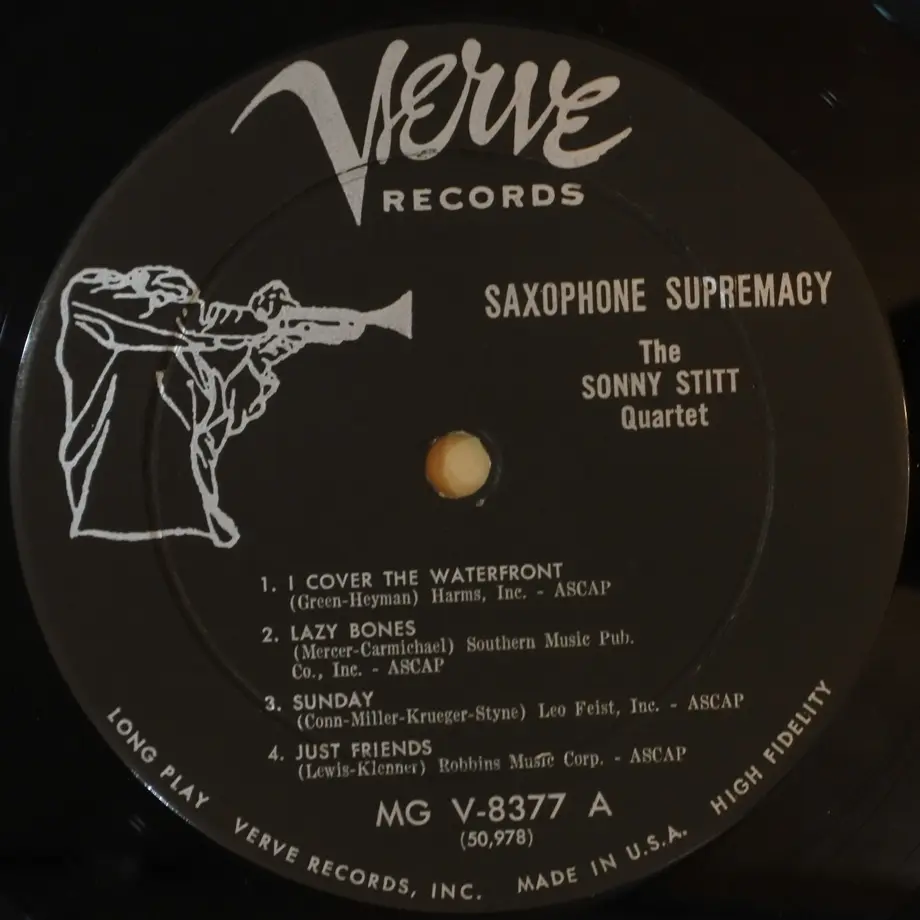 Verve
RECORDS
SAXOPHONE SUPREMACY
The
SONNY STITT
Quartet
1. I COVER THE WATERFRONT
(Green-Heyman) Harms, Inc. - ASCAP
2. LAZY BONES
(Mercer-Carmichael) Southern Music Pub.
Co., Inc. - ASCAP
3. SUNDAY
(Conn-Miller-Krueger-Styne) Leo Feist, Inc. - ASCAP
4. JUST FRIENDS
(Lewis-Klenner) Robbins Music Corp. - ASCAP
MG V-8377 A
(50,978)
LONG PLAY VERVE RECORDS, INC. MADE IN U.S.A. HIGH FIDELITY